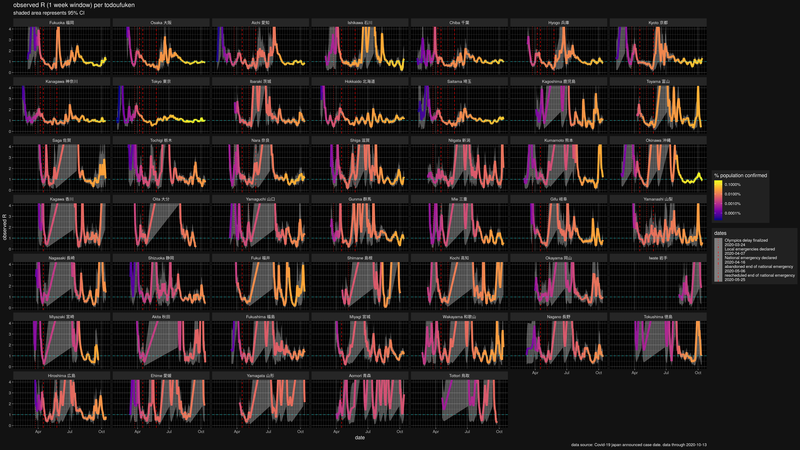 observed R (1 week window) per todoufuken
shaded area represents 95% CI
Fukuoka 福岡
Osaka 大阪
Aichi 愛知
Ishikawa 石川
Chiba 千葉
Hyogo 兵庫
Kyoto 京都
Kanagawa 神奈川
Tokyo 東京
Ibaraki 茨城
Hokkaido 北海道
Saitama 埼玉
Kagoshima 鹿児島
Toyama 富山
Saga 佐賀
Tochigi 栃木
Nara 奈良
Shiga 滋賀
Niigata 新潟
Kumamoto 熊本
Okinawa 沖縄
Kagawa 香川
Oita 大分
Yamaguchi 山口
Gunma 群馬
Mie 三重
Gifu 岐阜
Yamanashi 山梨
Nagasaki 長崎
Shizuoka 静岡
Fukui 福井
Shimane 島根
Kochi 高知
Okayama 岡山
Iwate 岩手
Miyazaki 宮崎
Akita 秋田
Fukushima 福島
Miyagi 宮城
Wakayama 和歌山
Nagano 長野
Tokushima 徳島
Hiroshima 広島
Ehime 愛媛
Yamagata 山形
Aomori 青森
Tottori 鳥取
observed R
date
Apr Jul Oct
% population confirmed
0.1000%
0.0100%
0.0010%
0.0001%
dates
Olympics delay finalized
2020-03-24
Local emergencies declared
2020-04-07
National emergency declared
2020-04-16
abandoned end of national emergency
2020-05-06
rescheduled end of national emergency
2020-05-25
data source: Covid-19 japan announced case date. data through 2020-10-13